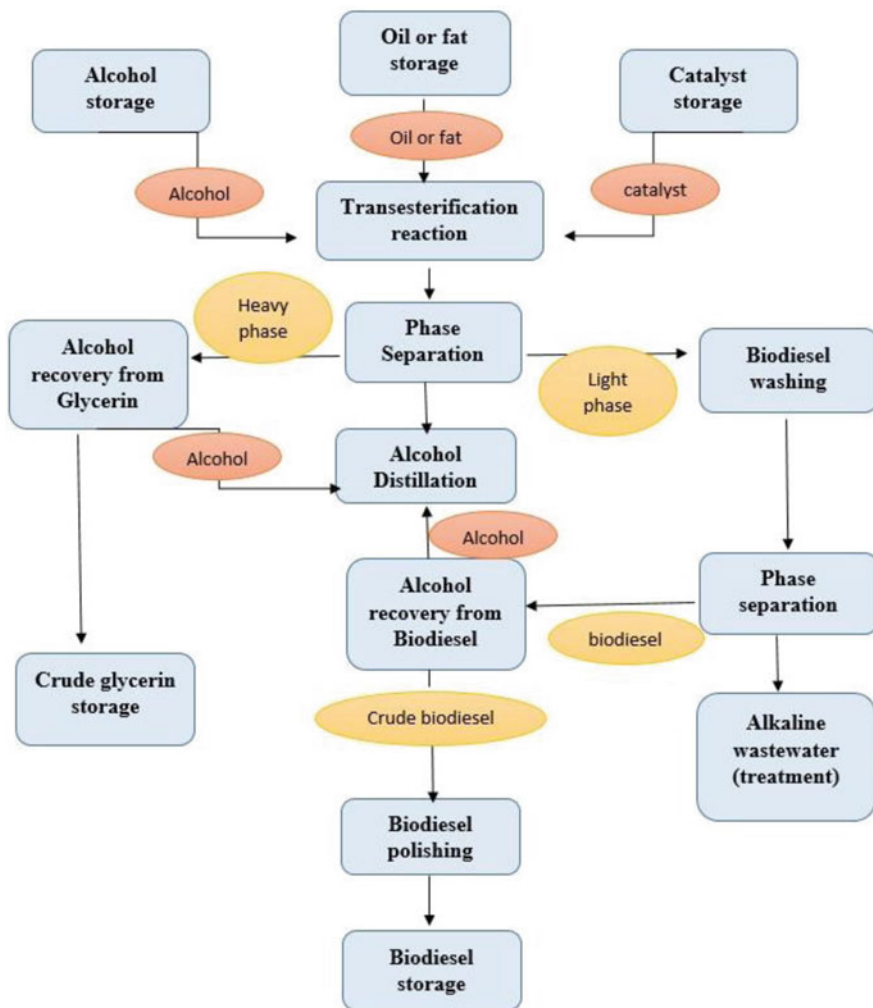 Alcohol
storage
Oil or fat
storage
Catalyst
storage
Oil or fat
Alcohol
catalyst
Transesterification
reaction
Heavy
phase
Phase
Separation
Alcohol
recovery from
Glycerin
Light
phase
Biodiesel
washing
Alcohol
Alcohol
Distillation
Alcohol
Alcohol
recovery from
Biodiesel
biodiesel
Phase
separation
Crude glycerin
storage
Crude biodiesel
Alkaline
wastewater
(treatment)
Biodiesel
polishing
Biodiesel
storage